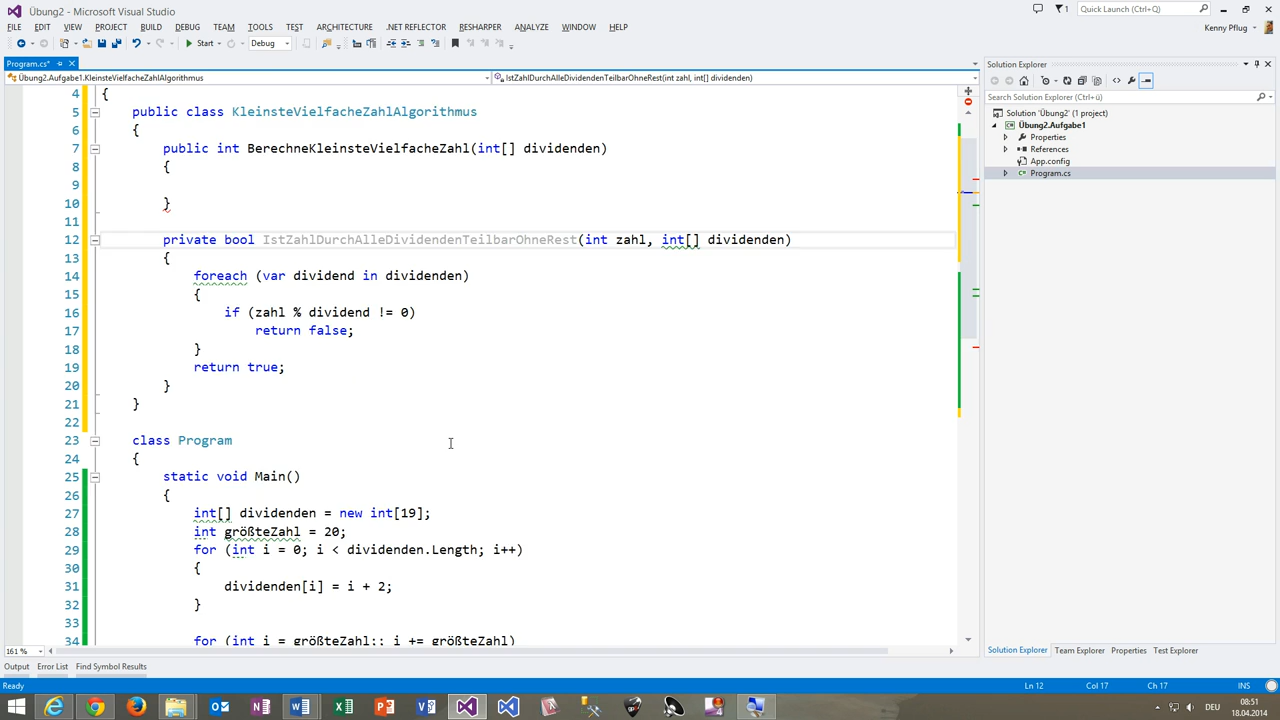 Übung2 - Microsoft Visual Studio
1
Quick Launch (Ctrl+Q)
FILE EDIT VIEW PROJECT BUILD DEBUG TEAM TOOLS TEST ARCHITECTURE .NET REFLECTOR RESHARPER ANALYZE WINDOW HELP
Kenny Pflug
Start Debug
Program.cs*
Solution Explorer
Übung2.Aufgabe1.KleinsteVielfacheZahlAlgorithmus
IstZahlDurchAlleDividendenTeilbarOhneRest(int zahl, int[] dividenden)
Search Solution Explorer (Ctrl+ü)
Solution 'Übung2' (1 project)
Übung2.Aufgabe1
Properties
References
App.config
Program.cs
4 {
5 public class KleinsteVielfacheZahlAlgorithmus
6 {
7 public int BerechneKleinsteVielfacheZahl(int[] dividenden)
8 {
9
10 }
11
12 private bool IstZahlDurchAlleDividendenTeilbarOhneRest(int zahl, int[] dividenden)
13 {
14 foreach (var dividend in dividenden)
15 {
16 if (zahl % dividend != 0)
17 return false;
18 }
19 return true;
20 }
21 }
22
23 class Program
24 {
25 static void Main()
26 {
27 int[] dividenden = new int[19];
28 int größteZahl = 20;
29 for (int i = 0; i < dividenden.Length; i++)
30 {
31 dividenden[i] = i + 2;
32 }
33
34 for (int i = größteZahl;; i += größteZahl)
161 %
Solution Explorer Team Explorer Properties Test Explorer
Output Error List Find Symbol Results
Ready
Ln 12 Col 17 Ch 17 INS
DEU
08:51
18.04.2014